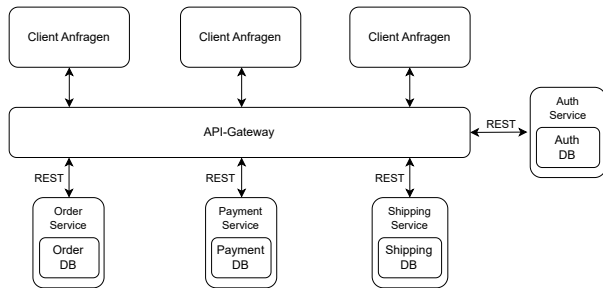 Client Anfragen
Client Anfragen
Client Anfragen
API-Gateway
REST
Auth
Service
Auth
DB
REST
REST
REST
Order
Service
Order
DB
Payment
Service
Payment
DB
Shipping
Service
Shipping
DB